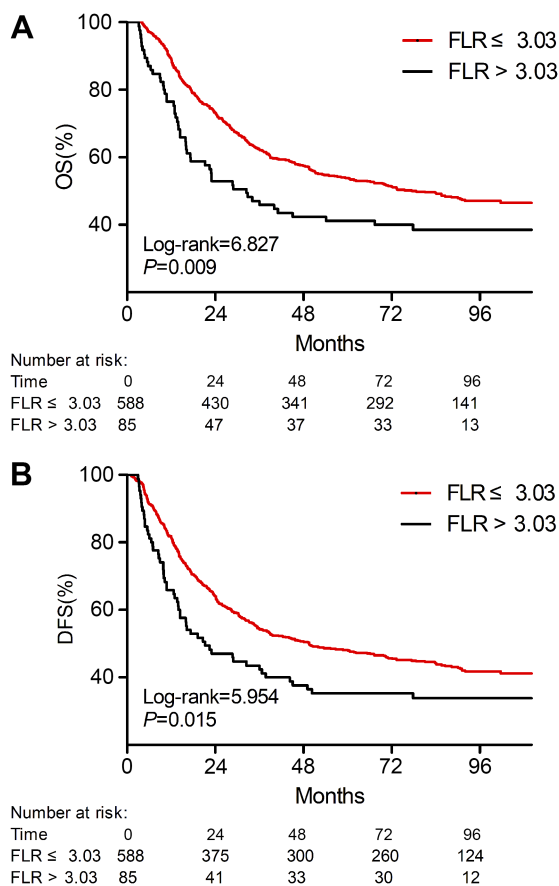 A
100
80
60
40
OS(%)
FLR ≤ 3.03
FLR > 3.03
Log-rank=6.827
P=0.009
0 24 48 72 96
Months
Number at risk:
Time 0 24 48 72 96
FLR ≤ 3.03 588 430 341 292 141
FLR > 3.03 85 47 37 33 13
B
100
80
60
40
DFS(%)
FLR ≤ 3.03
FLR > 3.03
Log-rank=5.954
P=0.015
0 24 48 72 96
Months
Number at risk:
Time 0 24 48 72 96
FLR ≤ 3.03 588 375 300 260 124
FLR > 3.03 85 41 33 30 12